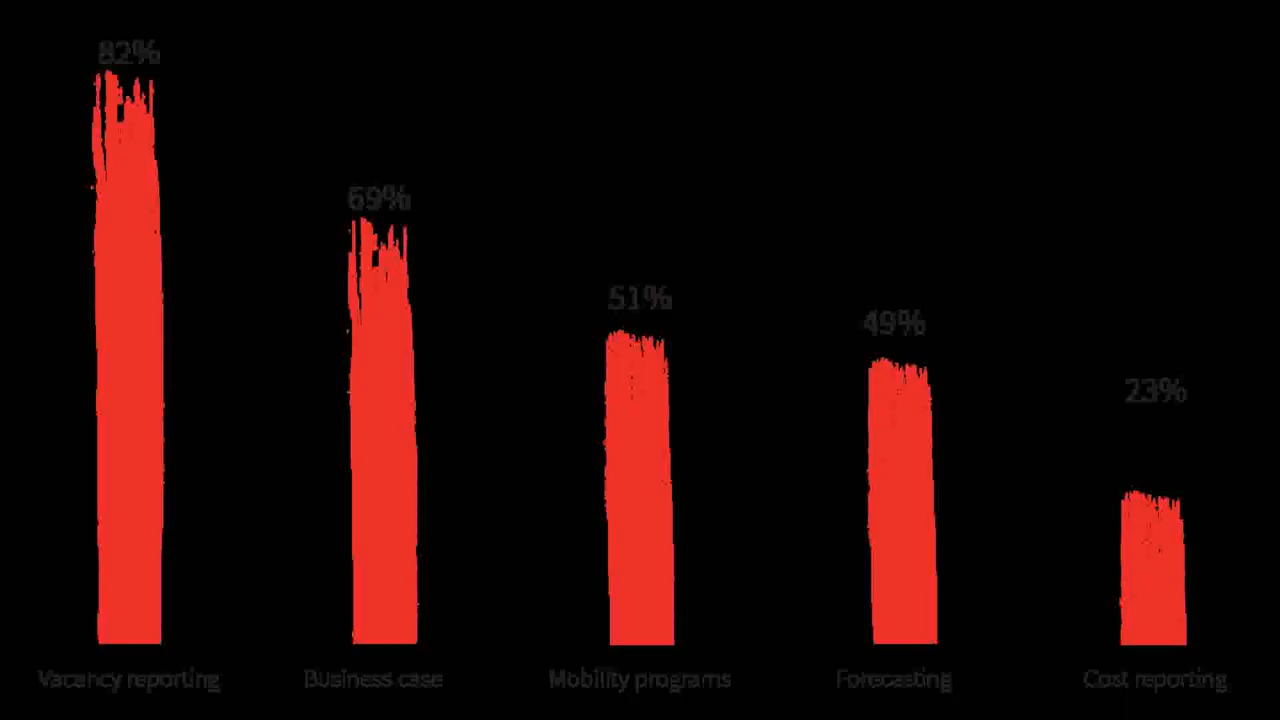 82%
69%
51%
49%
23%
Vacancy reporting
Business case
Mobility programs
Forecasting
Cost reporting